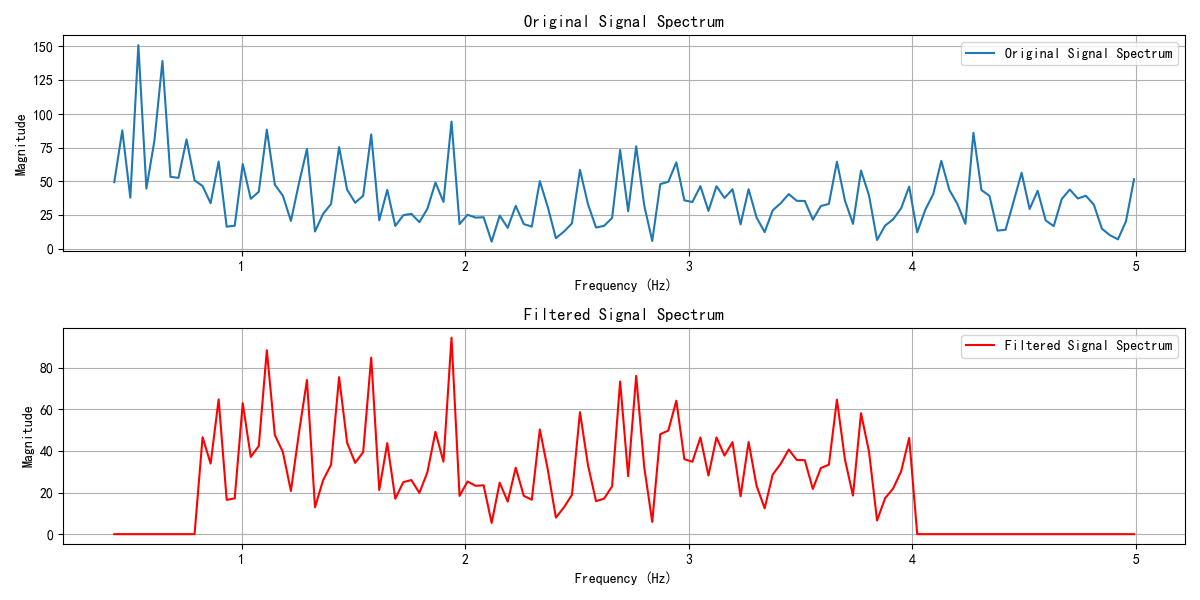 Original Signal Spectrum
Original Signal Spectrum
150
125
100
75
50
25
0
Magnitude
1 2 3 4 5
Frequency (Hz)
Filtered Signal Spectrum
Filtered Signal Spectrum
80
60
40
20
0
Magnitude
1 2 3 4 5
Frequency (Hz)